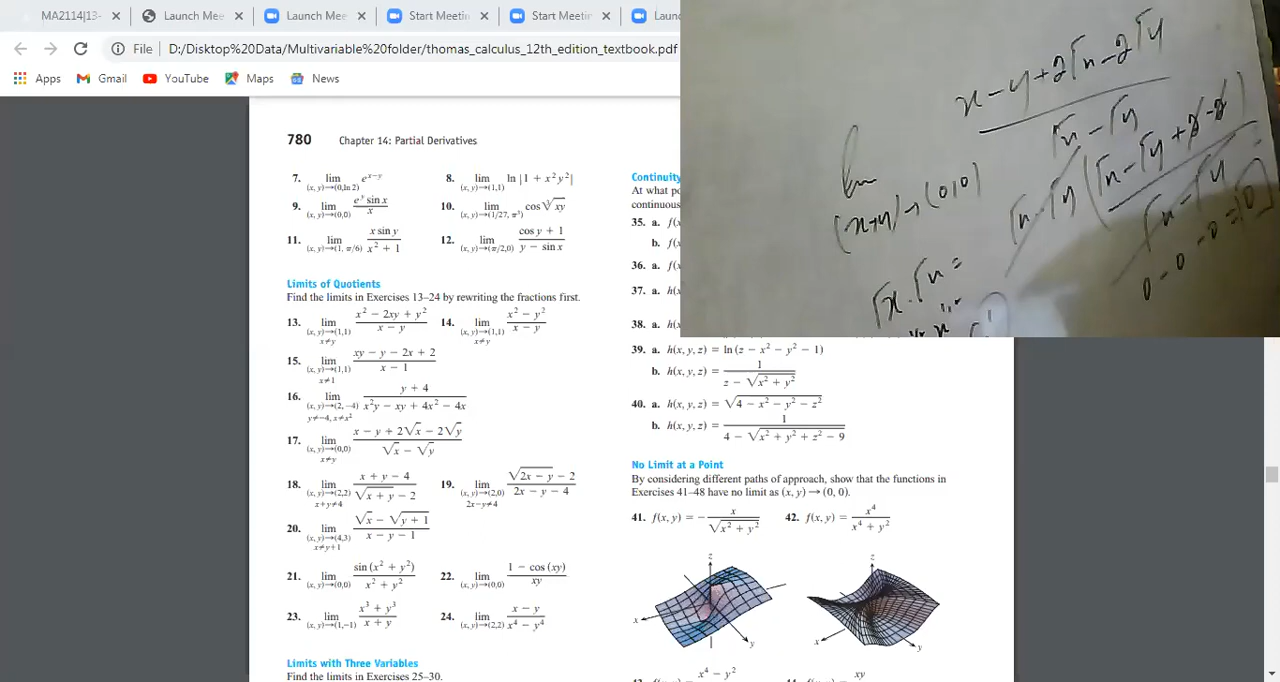 MA2114|13-
Launch Mee
Launch Mee
Start Meetin
Start Meetin
Laun
File | D:/Disktop%20Data/Multivariable%20folder/thomas_calculus_12th_edition_textbook.pdf
Apps Gmail YouTube Maps News
780 Chapter 14: Partial Derivatives
7. lim (x, y)→(0,ln 2) e^(x−y)
8. lim (x, y)→(1,1) ln |1 + x²y²|
9. lim (x, y)→(0,0) (e^y sin x)/x
10. lim (x, y)→(1/27, π³) cos ∛xy
11. lim (x, y)→(1, π/6) (x sin y)/(x² + 1)
12. lim (x, y)→(π/2,0) (cos y + 1)/(y − sin x)
Limits of Quotients
Find the limits in Exercises 13–24 by rewriting the fractions first.
13. lim (x, y)→(1,1) x≠y (x² − 2xy + y²)/(x − y)
14. lim (x, y)→(1,1) x≠y (x² − y²)/(x − y)
15. lim (x, y)→(1,1) x≠1 (xy − y − 2x + 2)/(x − 1)
16. lim (x, y)→(2, −4) y≠−4, x≠x² (y + 4)/(x²y − xy + 4x² − 4x)
17. lim (x, y)→(0,0) x≠y (x − y + 2√x − 2√y)/(√x − √y)
18. lim (x, y)→(2,2) x+y≠4 (x + y − 4)/(√x + y − 2)
19. lim (x, y)→(2,0) 2x−y≠4 (√2x − y − 2)/(2x − y − 4)
20. lim (x, y)→(4,3) x≠y+1 (√x − √y + 1)/(x − y − 1)
21. lim (x, y)→(0,0) sin (x² + y²)/(x² + y²)
22. lim (x, y)→(0,0) (1 − cos (xy))/xy
23. lim (x, y)→(1,−1) (x³ + y³)/(x + y)
24. lim (x, y)→(2,2) (x − y)/(x⁴ − y⁴)
Limits with Three Variables
Find the limits in Exercises 25–30.
Continuity
At what po
continuous
35. a. f(x
b. f(x
36. a. f(x
37. a. h(x
38. a. h(x
39. a. h(x, y, z) = ln (z − x² − y² − 1)
b. h(x, y, z) = 1/(z − √x² + y²)
40. a. h(x, y, z) = √4 − x² − y² − z²
b. h(x, y, z) = 1/(4 − √x² + y² + z² − 9)
No Limit at a Point
By considering different paths of approach, show that the functions in
Exercises 41–48 have no limit as (x, y) → (0, 0).
41. f(x, y) = −x/√x² + y²
42. f(x, y) = x⁴/(x⁴ + y²)
z
x
y
z
x
y
x⁴ − y²
xy
x − y + 2√x − 2√y
√x − √y
lim
(x+y)→(0,0)
√x − √y (√x − √y + 2 − 2)
√x − √y
0 − 0 − 0 = 0
√x . √x =